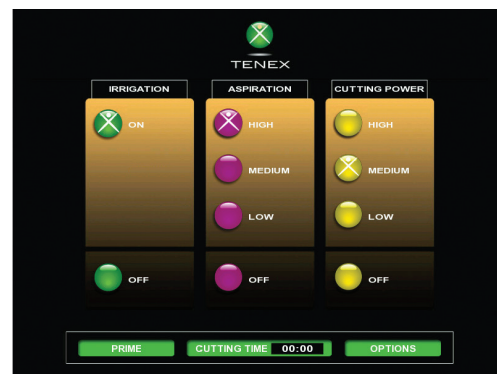 TENEX
IRRIGATION
ON
OFF
ASPIRATION
HIGH
MEDIUM
LOW
OFF
CUTTING POWER
HIGH
MEDIUM
LOW
OFF
PRIME
CUTTING TIME 00:00
OPTIONS